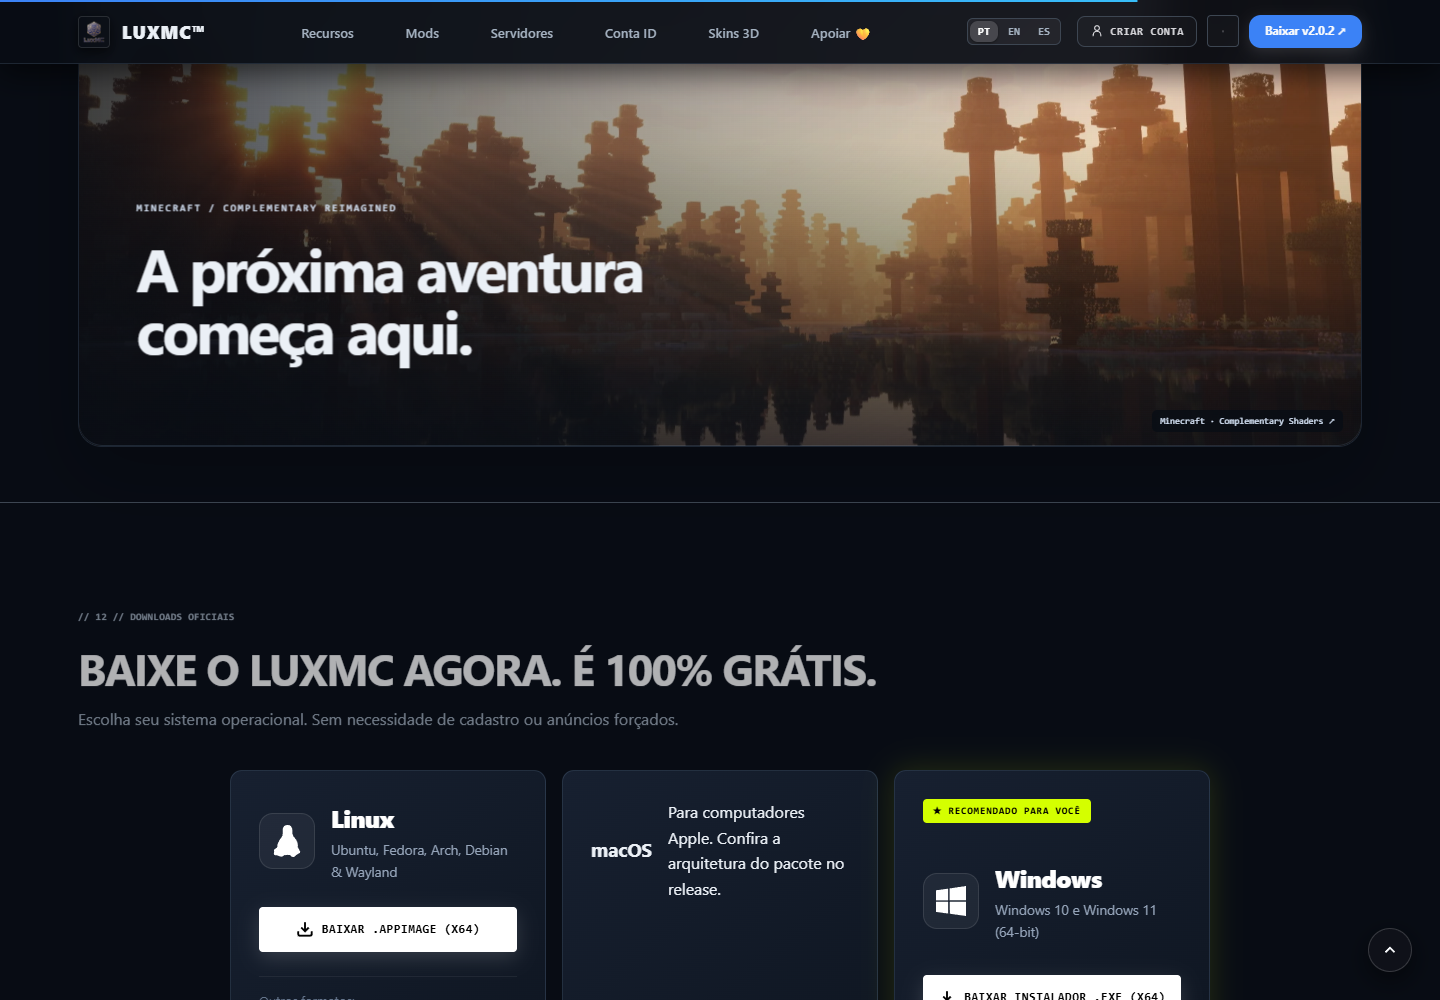 LUXMC™
Recursos
Mods
Servidores
Conta ID
Skins 3D
Apoiar
PT EN ES
CRIAR CONTA
Baixar v2.0.2 ↗
MINECRAFT / COMPLEMENTARY REIMAGINED
A próxima aventura
começa aqui.
Minecraft · Complementary Shaders ↗
// 12 // DOWNLOADS OFICIAIS
BAIXE O LUXMC AGORA. É 100% GRÁTIS.
Escolha seu sistema operacional. Sem necessidade de cadastro ou anúncios forçados.
Linux
Ubuntu, Fedora, Arch, Debian
& Wayland
BAIXAR .APPIMAGE (X64)
Outros formatos:
macOS
Para computadores
Apple. Confira a
arquitetura do pacote no
release.
★ RECOMENDADO PARA VOCÊ
Windows
Windows 10 e Windows 11
(64-bit)
BAIXAR INSTALADOR .EXE (X64)